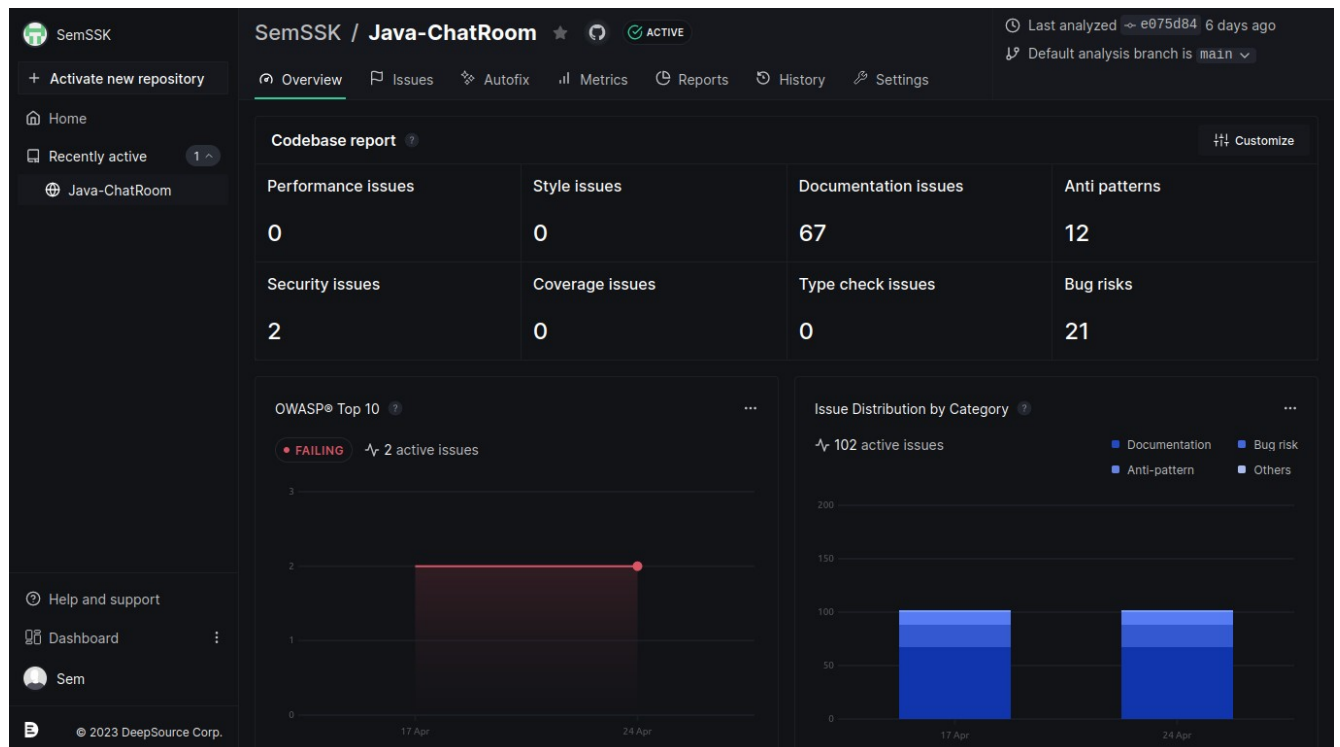 SemSSK
+ Activate new repository
Home
Recently active 1
Java-ChatRoom
Help and support
Dashboard
Sem
© 2023 DeepSource Corp.
SemSSK / Java-ChatRoom ACTIVE
Last analyzed e075d84 6 days ago
Default analysis branch is main
Overview Issues Autofix Metrics Reports History Settings
Codebase report ? Customize
Performance issues Style issues Documentation issues Anti patterns
0 0 67 12
Security issues Coverage issues Type check issues Bug risks
2 0 0 21
OWASP® Top 10 ? ...
FAILING 2 active issues
3
2
1
0
17 Apr 24 Apr
Issue Distribution by Category ? ...
102 active issues
Documentation Bug risk
Anti-pattern Others
200
150
100
50
0
17 Apr 24 Apr